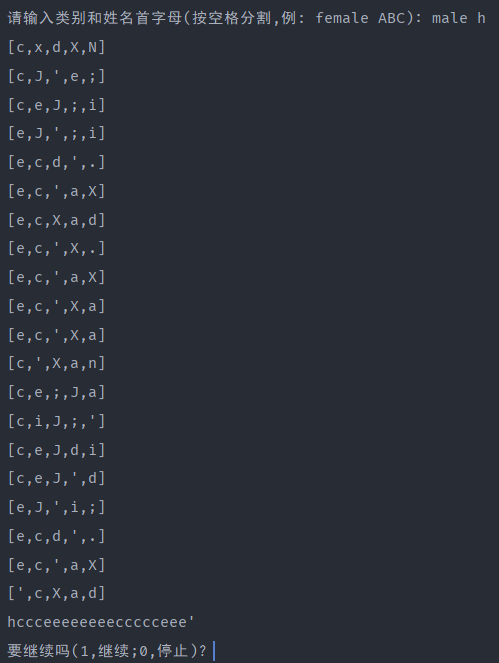 请输入类别和姓名首字母(按空格分割,例: female ABC): male h
[c,x,d,X,N]
[c,J,',e,;]
[c,e,J,;,i]
[e,J,',;,i]
[e,c,d,',.]
[e,c,',a,X]
[e,c,X,a,d]
[e,c,',X,.]
[e,c,',a,X]
[e,c,',X,a]
[e,c,',X,a]
[c,',X,a,n]
[c,e,;,J,a]
[c,i,J,;,']
[c,e,J,d,i]
[c,e,J,',d]
[e,J,',i,;]
[e,c,d,',.]
[e,c,',a,X]
[',c,X,a,d]
hccceeeeeeeecccccceee'
要继续吗(1,继续;0,停止)?